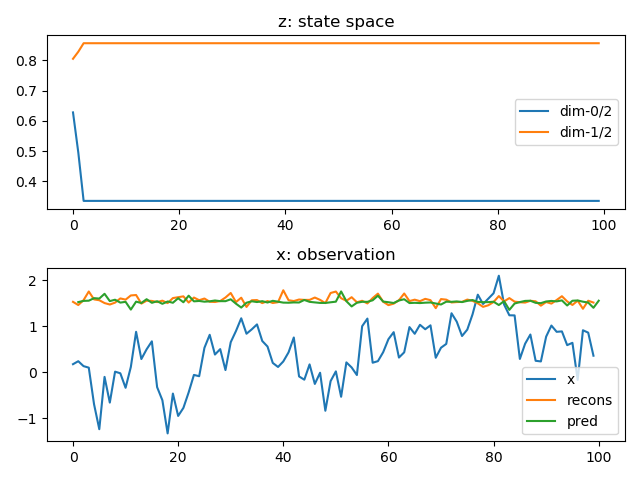 z: state space
0.8
0.7
0.6
0.5
0.4
dim-0/2
dim-1/2
0 20 40 60 80 100
x: observation
2
1
0
−1
x
recons
pred
0 20 40 60 80 100